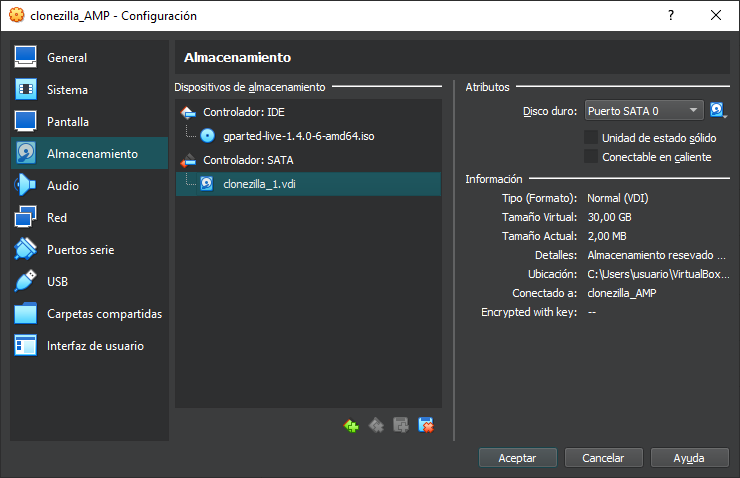 clonezilla_AMP - Configuración
?
General
Sistema
Pantalla
Almacenamiento
Audio
Red
Puertos serie
USB
Carpetas compartidas
Interfaz de usuario
Almacenamiento
Dispositivos de almacenamiento
Controlador: IDE
gparted-live-1.4.0-6-amd64.iso
Controlador: SATA
clonezilla_1.vdi
Atributos
Disco duro: Puerto SATA 0
Unidad de estado sólido
Conectable en caliente
Información
Tipo (Formato): Normal (VDI)
Tamaño Virtual: 30,00 GB
Tamaño Actual: 2,00 MB
Detalles: Almacenamiento resevado ...
Ubicación: C:\Users\usuario\VirtualBox...
Conectado a: clonezilla_AMP
Encrypted with key: --
Aceptar Cancelar Ayuda